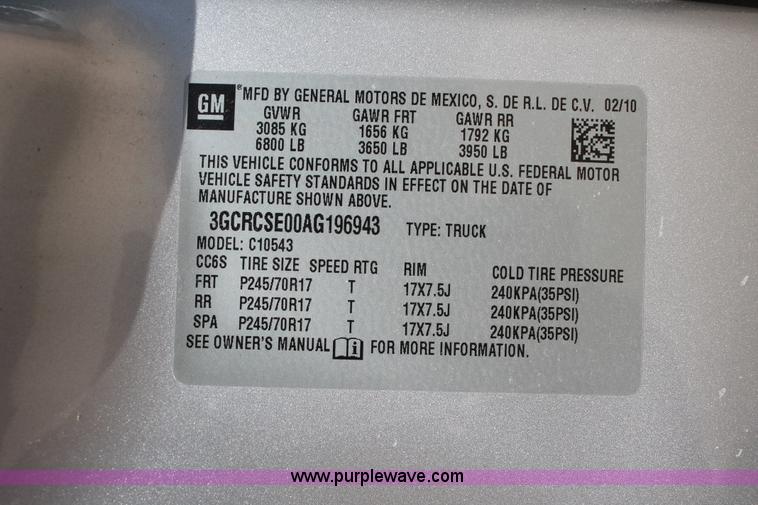 GM ®MFD BY GENERAL MOTORS DE MEXICO, S. DE R.L. DE C.V. 02/10
GVWR GAWR FRT GAWR RR
3085 KG 1656 KG 1792 KG
6800 LB 3650 LB 3950 LB
THIS VEHICLE CONFORMS TO ALL APPLICABLE U.S. FEDERAL MOTOR
VEHICLE SAFETY STANDARDS IN EFFECT ON THE DATE OF
MANUFACTURE SHOWN ABOVE.
3GCRCSE00AG196943 TYPE: TRUCK
MODEL: C10543
CC6S TIRE SIZE SPEED RTG RIM COLD TIRE PRESSURE
FRT P245/70R17 T 17X7.5J 240KPA(35PSI)
RR P245/70R17 T 17X7.5J 240KPA(35PSI)
SPA P245/70R17 T 17X7.5J 240KPA(35PSI)
SEE OWNER'S MANUAL i FOR MORE INFORMATION.
www.purplewave.com